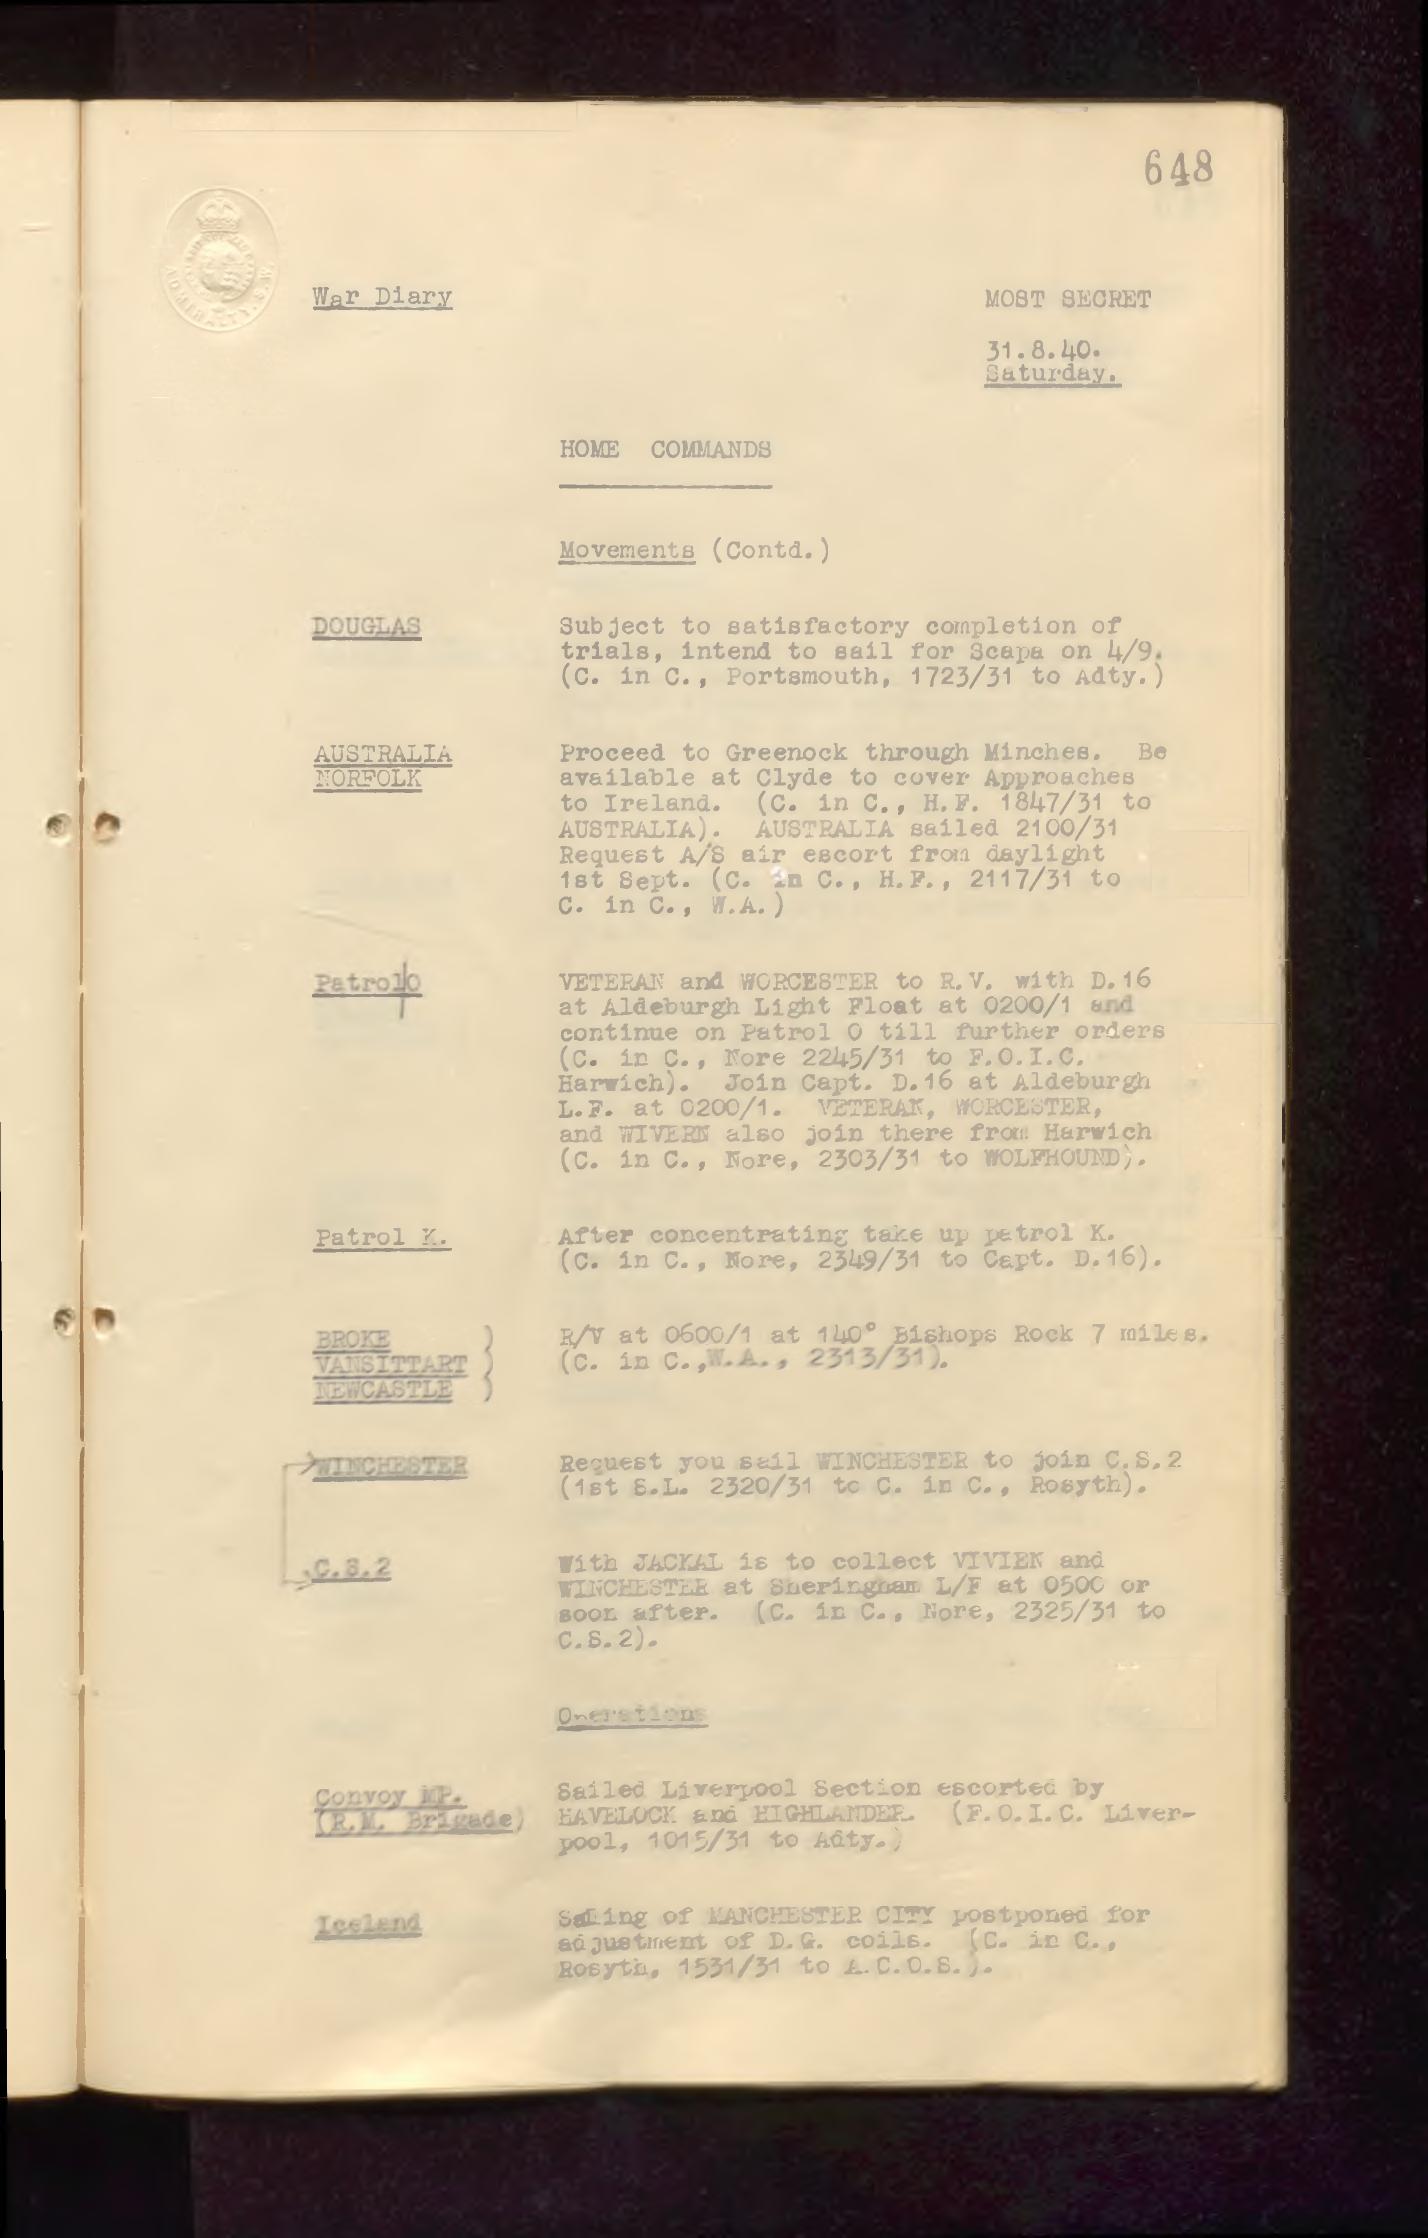 648
ADMIRALTY. S.W.
War Diary
MOST SECRET
31.8.40.
Saturday.
HOME COMMANDS
Movements (Contd.)
DOUGLAS
Subject to satisfactory completion of
trials, intend to sail for Scapa on 4/9.
(C. in C., Portsmouth, 1723/31 to Adty.)
AUSTRALIA
NORFOLK
Proceed to Greenock through Minches. Be
available at Clyde to cover Approaches
to Ireland. (C. in C., H.F. 1847/31 to
AUSTRALIA). AUSTRALIA sailed 2100/31
Request A/S air escort from daylight
1st Sept. (C. in C., H.F., 2117/31 to
C. in C., W.A.)
Patrol O
VETERAN and WORCESTER to R.V. with D.16
at Aldeburgh Light Float at 0200/1 and
continue on Patrol O till further orders
(C. in C., Nore 2245/31 to F.O.I.C.
Harwich). Join Capt. D.16 at Aldeburgh
L.F. at 0200/1. VETERAN, WORCESTER,
and WIVERN also join there from Harwich
(C. in C., Nore, 2303/31 to WOLFHOUND).
Patrol K.
After concentrating take up patrol K.
(C. in C., Nore, 2349/31 to Capt. D.16).
BROKE )
VANSITTART )
NEWCASTLE )
R/V at 0600/1 at 140° Bishops Rock 7 miles.
(C. in C.,W.A., 2313/31).
WINCHESTER
Request you sail WINCHESTER to join C.S.2
(1st S.L. 2320/31 to C. in C., Rosyth).
C.S.2
With JACKAL is to collect VIVIEN and
WINCHESTER at Sheringham L/F at 0500 or
soon after. (C. in C., Nore, 2325/31 to
C.S.2).
Operations
Convoy MP.
(R.M. Brigade)
Sailed Liverpool Section escorted by
HAVELOCK and HIGHLANDER. (F.O.I.C. Liver-
pool, 1015/31 to Adty.)
Iceland
Sailing of MANCHESTER CITY postponed for
adjustment of D.G. coils. (C. in C.,
Rosyth, 1531/31 to A.C.O.S.).